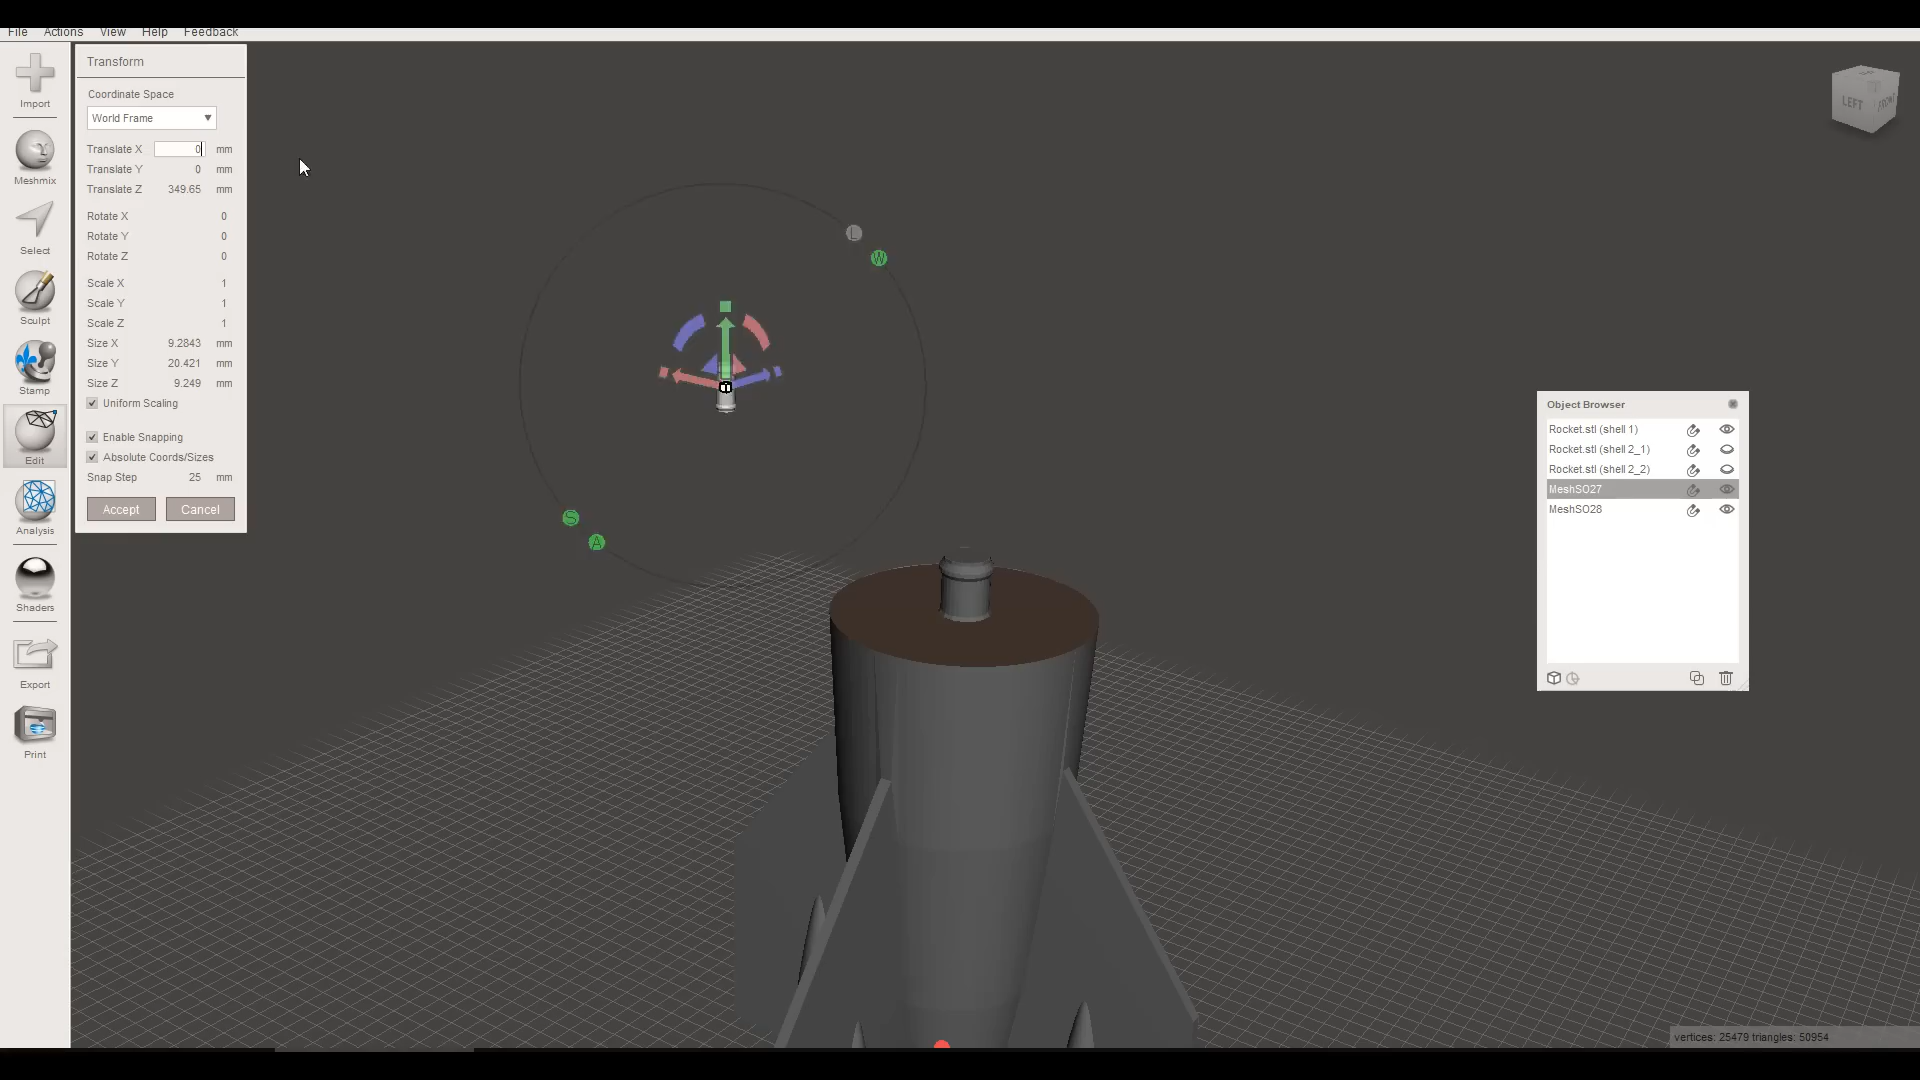 File Actions View Help Feedback
Import
Meshmix
Select
Sculpt
Stamp
Edit
Analysis
Shaders
Export
Print
Transform
Coordinate Space
World Frame
Translate X 0 mm
Translate Y 0 mm
Translate Z 349.65 mm
Rotate X 0
Rotate Y 0
Rotate Z 0
Scale X 1
Scale Y 1
Scale Z 1
Size X 9.2843 mm
Size Y 20.421 mm
Size Z 9.249 mm
Uniform Scaling
Enable Snapping
Absolute Coords/Sizes
Snap Step 25 mm
Accept Cancel
L
W
S
A
LEFT FRONT
Object Browser
Rocket.stl (shell 1)
Rocket.stl (shell 2_1)
Rocket.stl (shell 2_2)
MeshSO27
MeshSO28
vertices: 25479 triangles: 50954